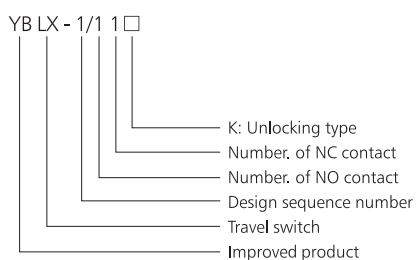 YB LX - 1/1 1 □
K: Unlocking type
Number. of NC contact
Number. of NO contact
Design sequence number
Travel switch
Improved product